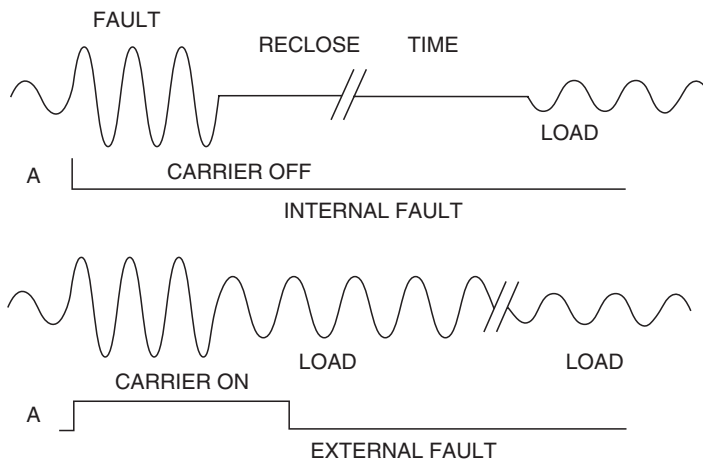 FAULT
RECLOSE TIME
LOAD
A CARRIER OFF
INTERNAL FAULT
LOAD LOAD
CARRIER ON
A
EXTERNAL FAULT